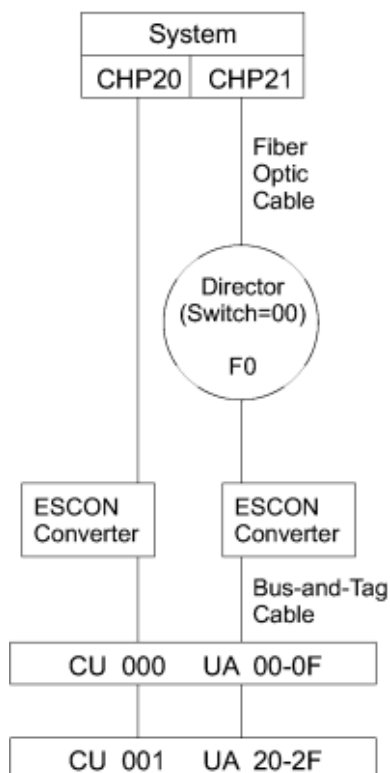 System
CHP20 CHP21
Fiber
Optic
Cable
Director
(Switch=00)
F0
ESCON
Converter
ESCON
Converter
Bus-and-Tag
Cable
CU 000 UA 00-0F
CU 001 UA 20-2F